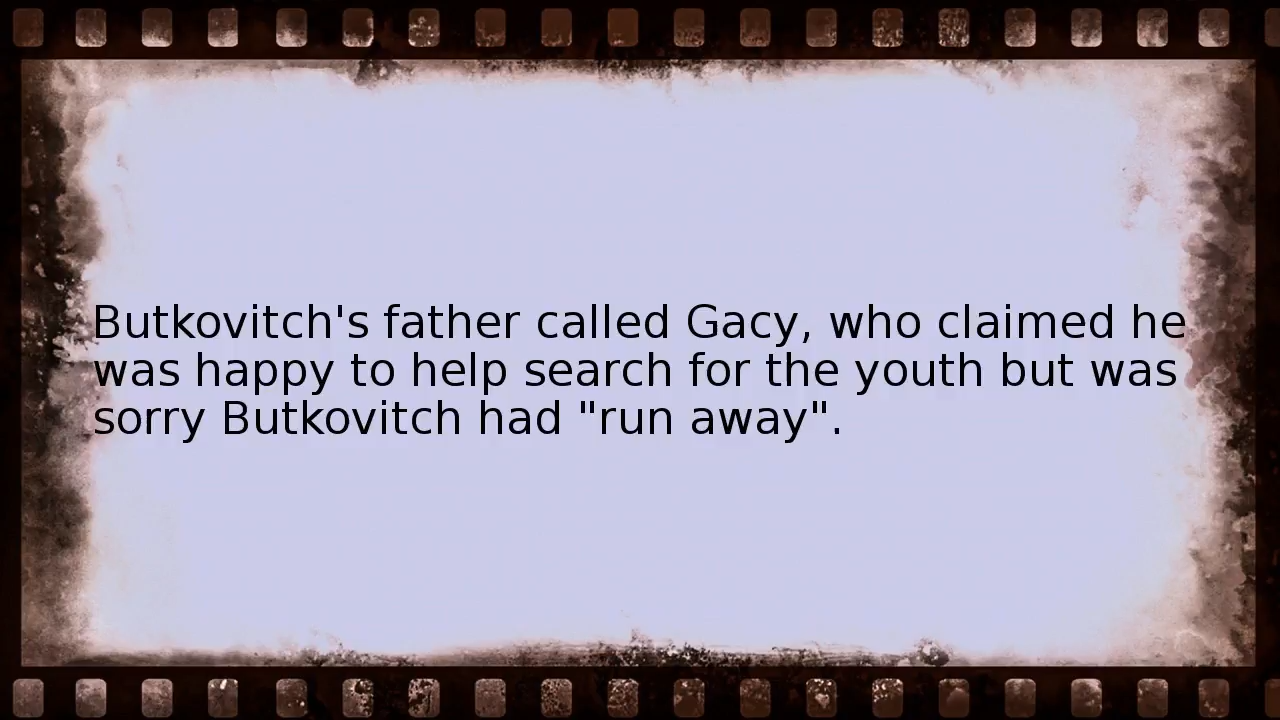 Butkovitch's father called Gacy, who claimed he
was happy to help search for the youth but was
sorry Butkovitch had "run away".